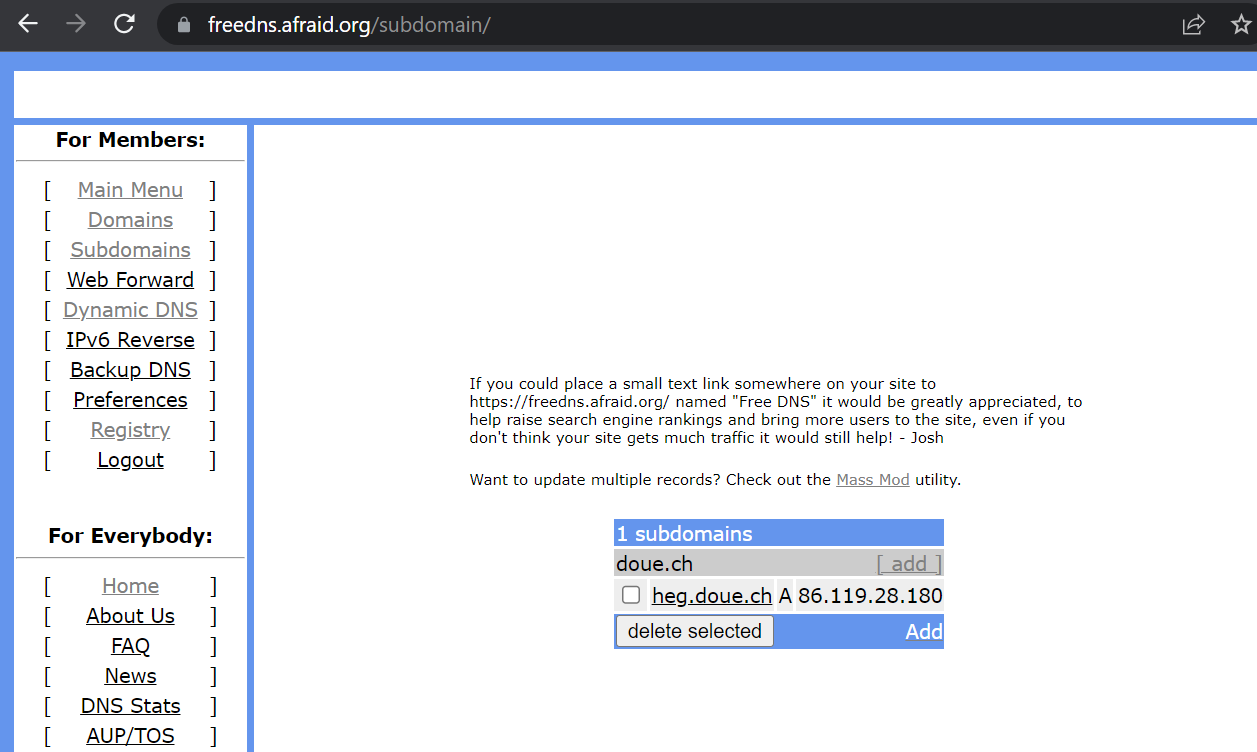 freedns.afraid.org/subdomain/
For Members:
[ Main Menu ]
[ Domains ]
[ Subdomains ]
[ Web Forward ]
[ Dynamic DNS ]
[ IPv6 Reverse ]
[ Backup DNS ]
[ Preferences ]
[ Registry ]
[ Logout ]
For Everybody:
[ Home ]
[ About Us ]
[ FAQ ]
[ News ]
[ DNS Stats ]
[ AUP/TOS ]
If you could place a small text link somewhere on your site to
https://freedns.afraid.org/ named "Free DNS" it would be greatly appreciated, to
help raise search engine rankings and bring more users to the site, even if you
don't think your site gets much traffic it would still help! - Josh
Want to update multiple records? Check out the Mass Mod utility.
1 subdomains
doue.ch [ add ]
heg.doue.ch A 86.119.28.180
delete selected Add